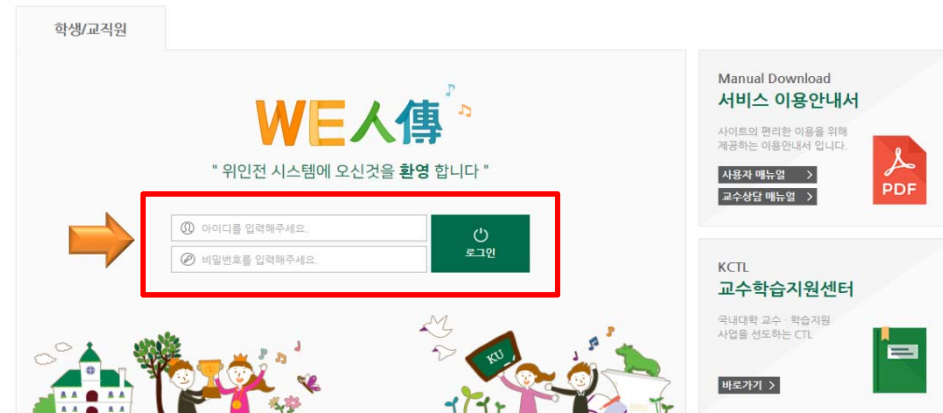 학생/교직원
WE人傳
" 위인전 시스템에 오신것을 환영 합니다 "
아이디를 입력해주세요.
비밀번호를 입력해주세요.
로그인
KU
Manual Download
서비스 이용안내서
사이트의 편리한 이용을 위해
제공하는 이용안내서 입니다.
사용자 매뉴얼 >
교수상담 매뉴얼 >
PDF
KCTL
교수학습지원센터
국내대학 교수 · 학습지원
사업을 선도하는 CTL
바로가기 >